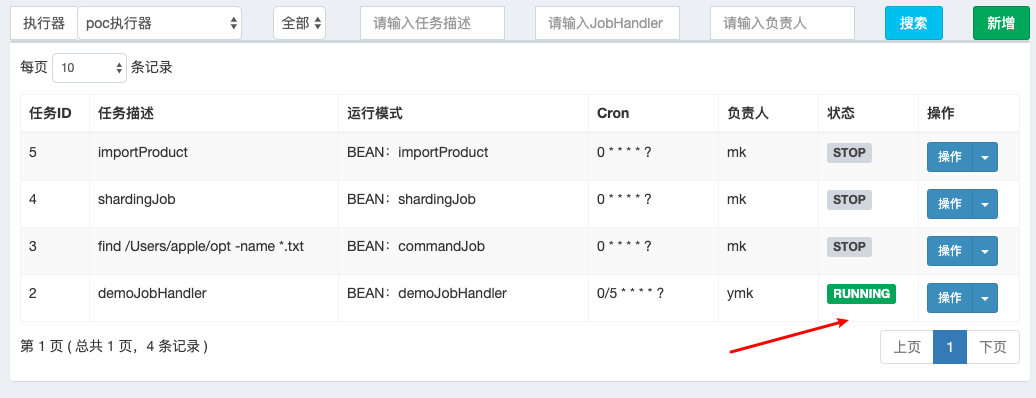 执行器 poc执行器 全部 请输入任务描述 请输入JobHandler 请输入负责人 搜索 新增
每页 10 条记录
任务ID 任务描述 运行模式 Cron 负责人 状态 操作
5 importProduct BEAN：importProduct 0 * * * * ? mk STOP 操作
4 shardingJob BEAN：shardingJob 0 * * * * ? mk STOP 操作
3 find /Users/apple/opt -name *.txt BEAN：commandJob 0 * * * * ? mk STOP 操作
2 demoJobHandler BEAN：demoJobHandler 0/5 * * * * ? ymk RUNNING 操作
第 1 页 ( 总共 1 页，4 条记录 ) 上页 1 下页